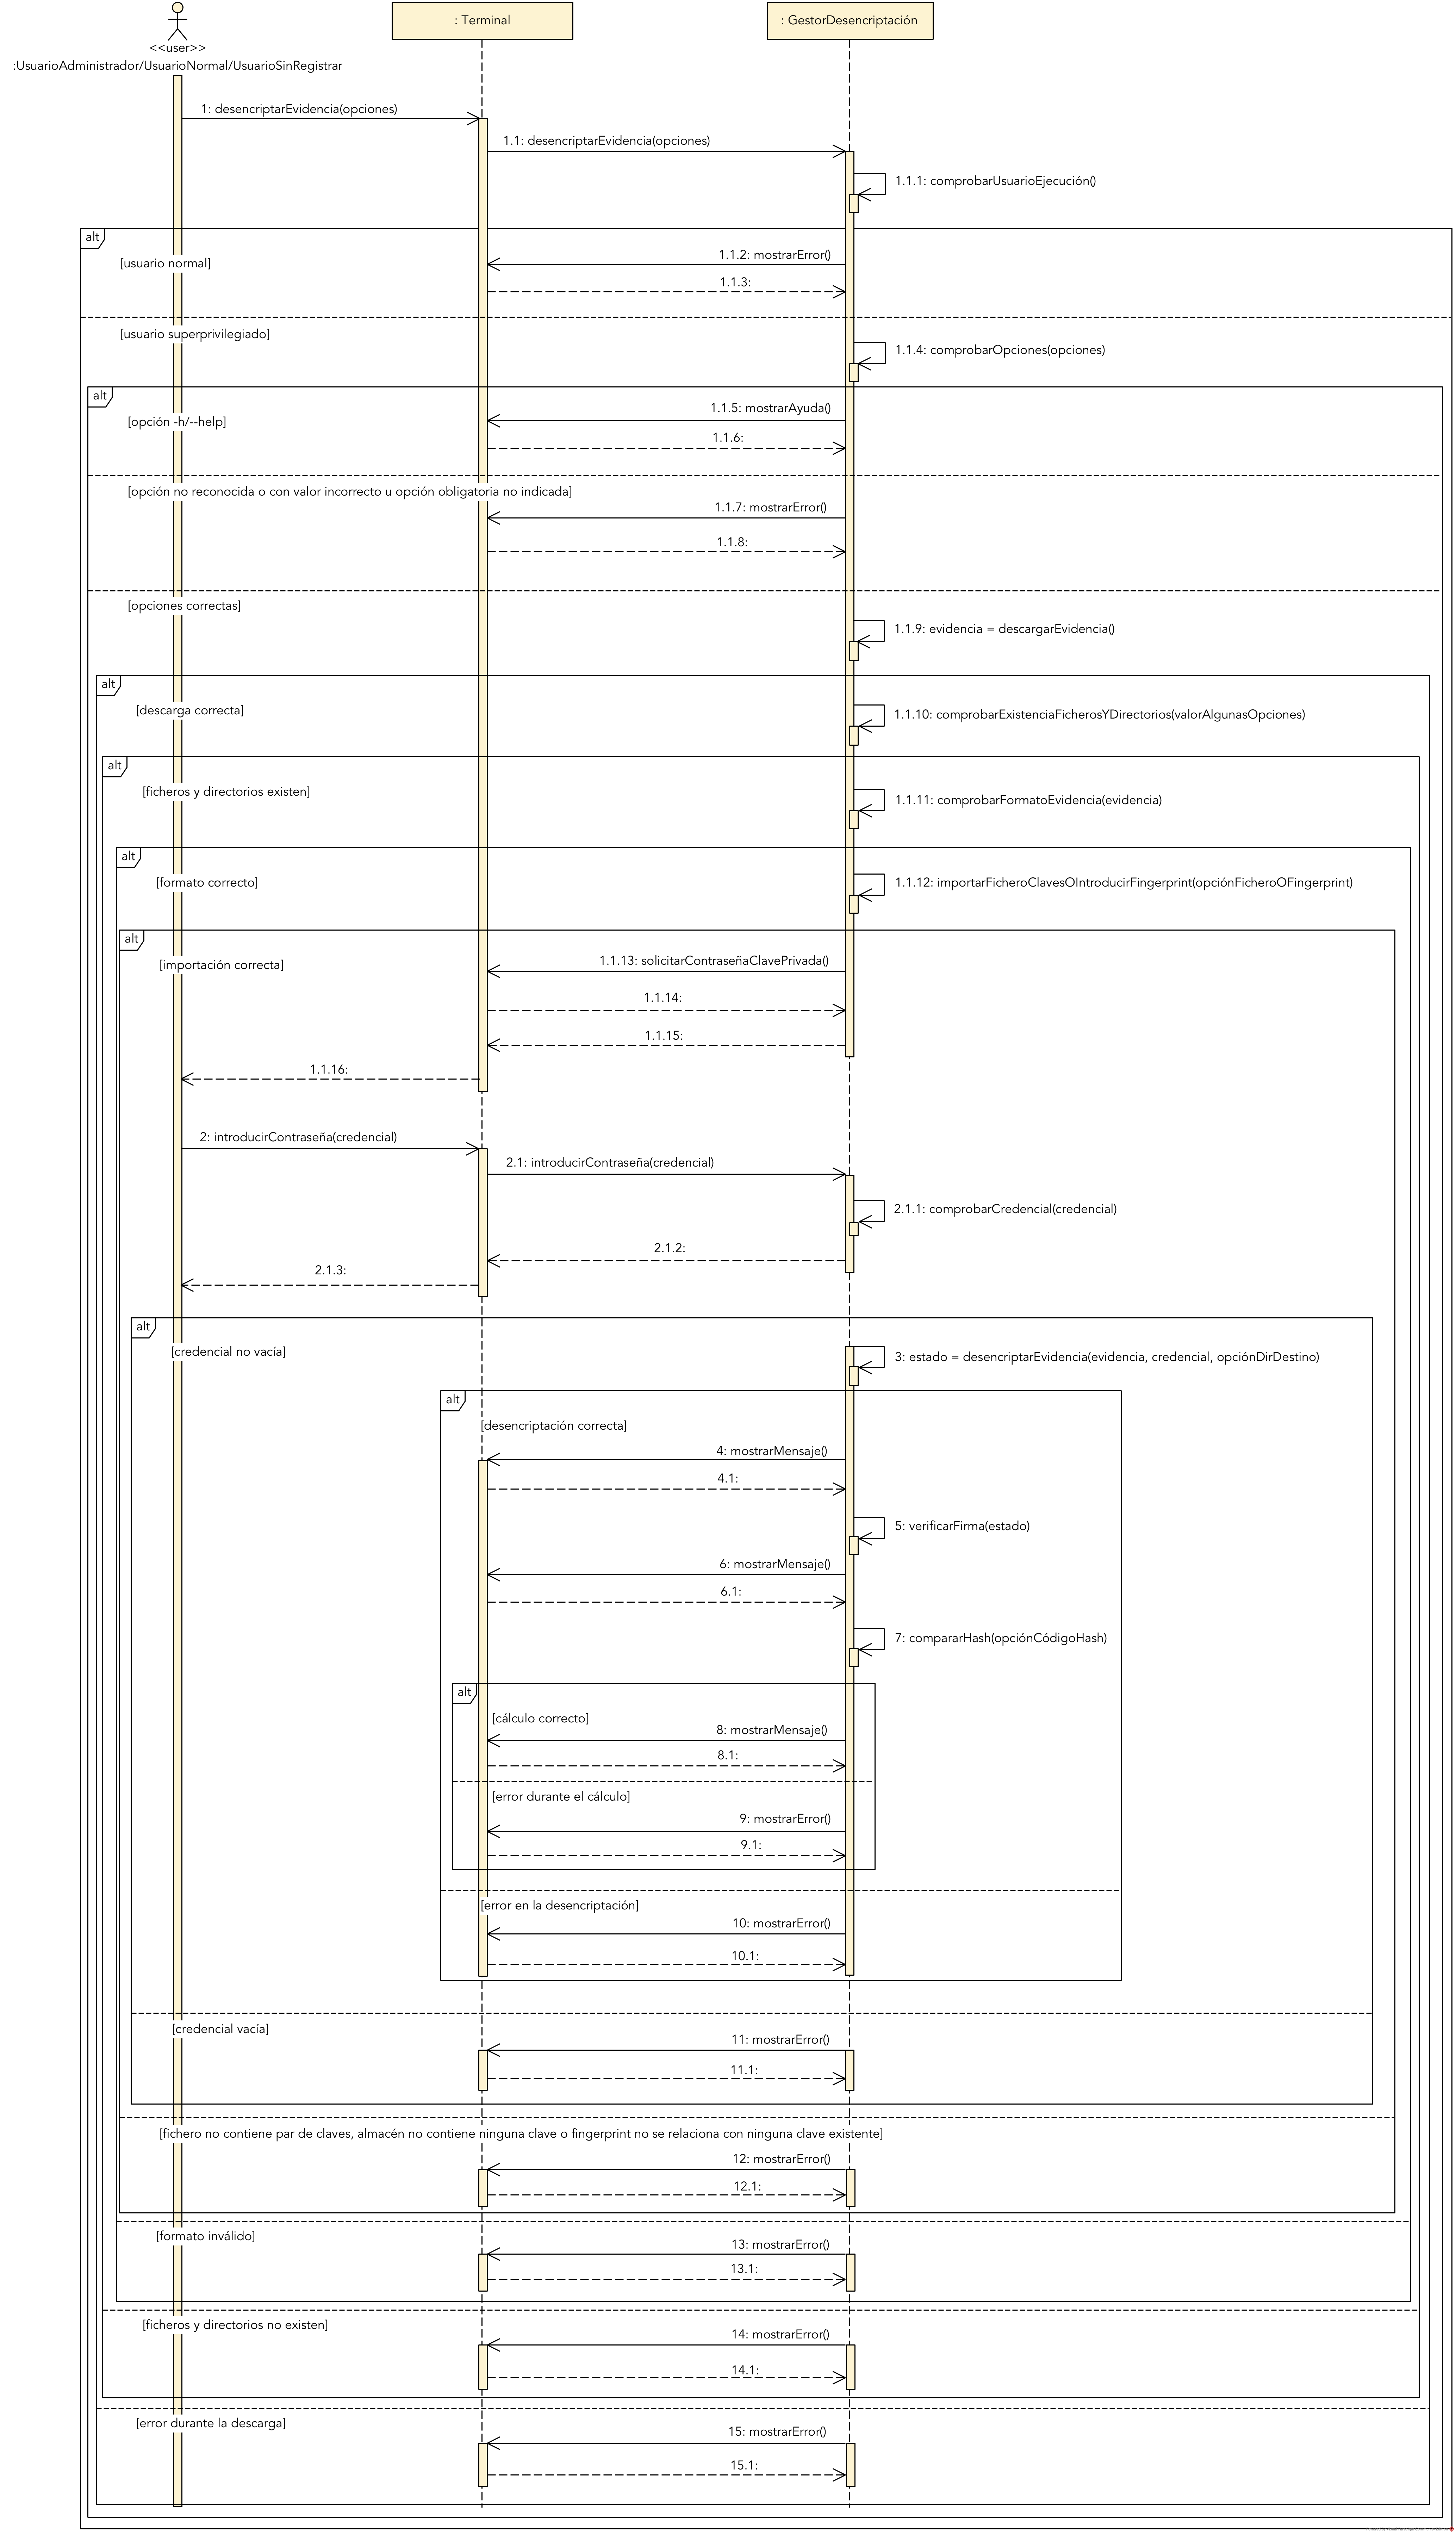 : Terminal
: GestorDesencriptación
<<user>>
:UsuarioAdministrador/UsuarioNormal/UsuarioSinRegistrar
1: desencriptarEvidencia(opciones)
1.1: desencriptarEvidencia(opciones)
1.1.1: comprobarUsuarioEjecución()
alt
[usuario normal]
1.1.2: mostrarError()
1.1.3:
[usuario superprivilegiado]
1.1.4: comprobarOpciones(opciones)
alt
[opción -h/--help]
1.1.5: mostrarAyuda()
1.1.6:
[opción no reconocida o con valor incorrecto u opción obligatoria no indicada]
1.1.7: mostrarError()
1.1.8:
[opciones correctas]
1.1.9: evidencia = descargarEvidencia()
alt
[descarga correcta]
1.1.10: comprobarExistenciaFicherosYDirectorios(valorAlgunasOpciones)
alt
[ficheros y directorios existen]
1.1.11: comprobarFormatoEvidencia(evidencia)
alt
[formato correcto]
1.1.12: importarFicheroClavesOIntroducirFingerprint(opciónFicheroOFingerprint)
alt
[importación correcta]
1.1.13: solicitarContraseñaClavePrivada()
1.1.14:
1.1.15:
1.1.16:
2: introducirContraseña(credencial)
2.1: introducirContraseña(credencial)
2.1.1: comprobarCredencial(credencial)
2.1.2:
2.1.3:
alt
[credencial no vacía]
3: estado = desencriptarEvidencia(evidencia, credencial, opciónDirDestino)
alt
[desencriptación correcta]
4: mostrarMensaje()
4.1:
5: verificarFirma(estado)
6: mostrarMensaje()
6.1:
7: compararHash(opciónCódigoHash)
alt
[cálculo correcto]
8: mostrarMensaje()
8.1:
[error durante el cálculo]
9: mostrarError()
9.1:
[error en la desencriptación]
10: mostrarError()
10.1:
[credencial vacía]
11: mostrarError()
11.1:
[fichero no contiene par de claves, almacén no contiene ninguna clave o fingerprint no se relaciona con ninguna clave existente]
12: mostrarError()
12.1:
[formato inválido]
13: mostrarError()
13.1:
[ficheros y directorios no existen]
14: mostrarError()
14.1:
[error durante la descarga]
15: mostrarError()
15.1: